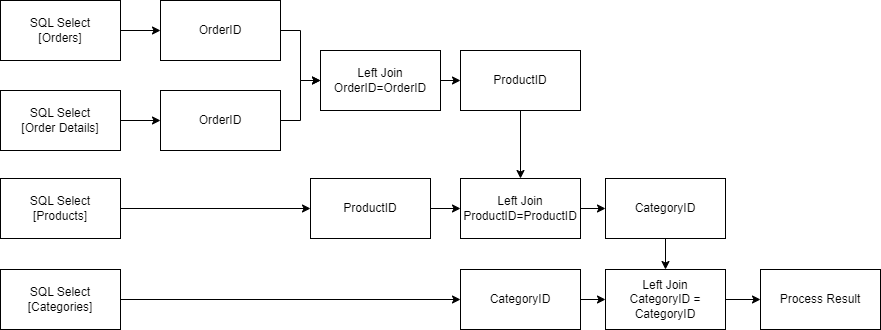 SQL Select
[Orders]
OrderID
Left Join
OrderID=OrderID
ProductID
SQL Select
[Order Details]
OrderID
SQL Select
[Products]
ProductID
Left Join
ProductID=ProductID
CategoryID
SQL Select
[Categories]
CategoryID
Left Join
CategoryID =
CategoryID
Process Result